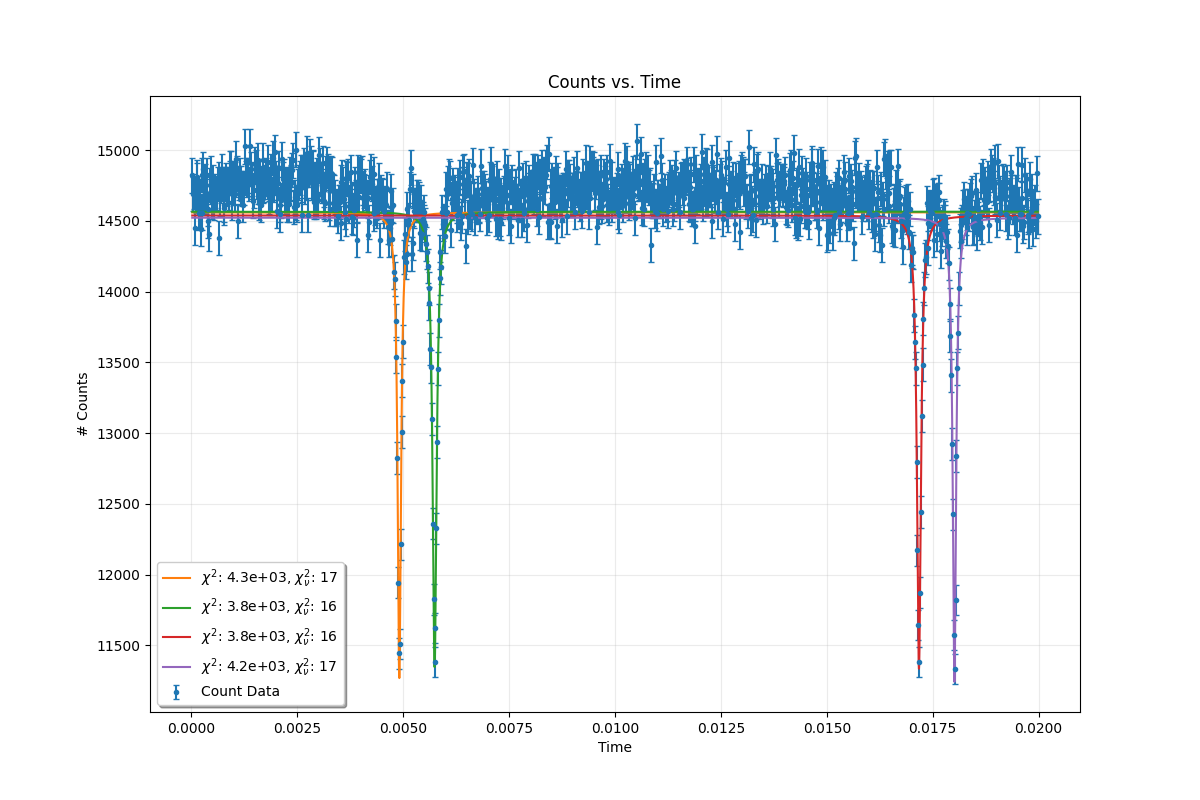 Counts vs. Time
# Counts
15000
14500
14000
13500
13000
12500
12000
11500
χ²: 4.3e+03, χ²ᵥ: 17
χ²: 3.8e+03, χ²ᵥ: 16
χ²: 3.8e+03, χ²ᵥ: 16
χ²: 4.2e+03, χ²ᵥ: 17
Count Data
0.0000 0.0025 0.0050 0.0075 0.0100 0.0125 0.0150 0.0175 0.0200
Time